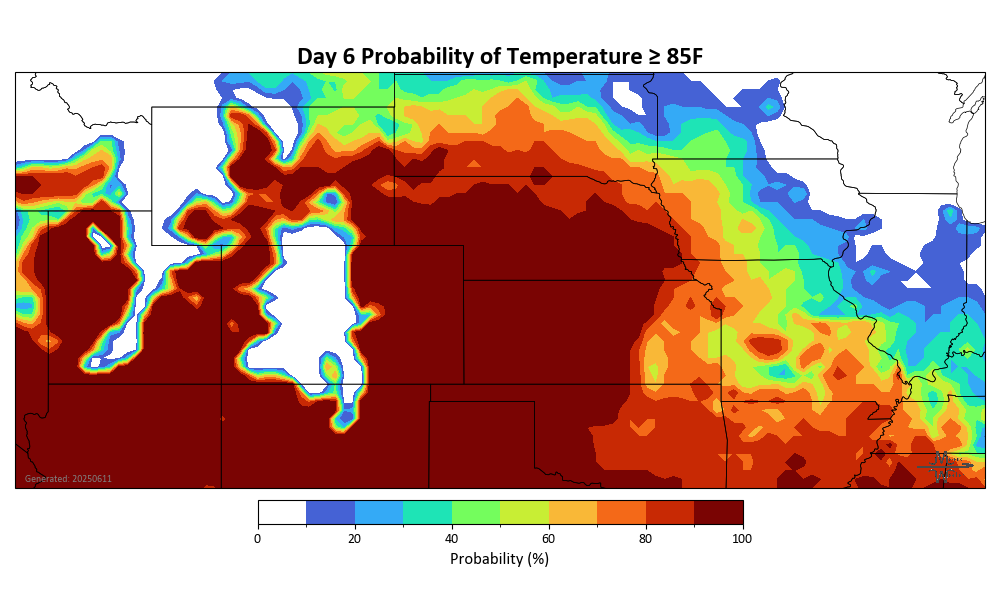 Day 6 Probability of Temperature ≥ 85F
Generated: 20250611
0 20 40 60 80 100
Probability (%)